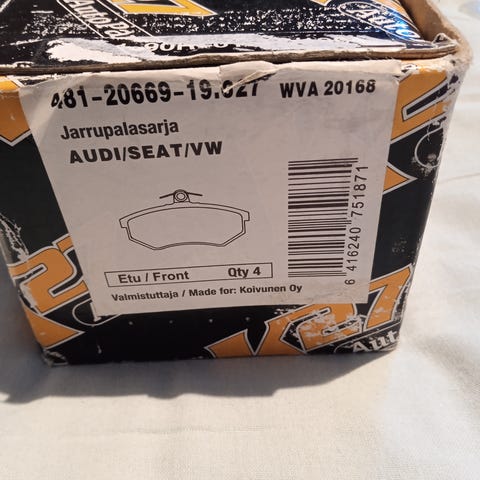 AutoPal
481-20669-19.027 WVA 20168
Jarrupalasarja
AUDI/SEAT/VW
Etu / Front Qty 4
Valmistuttaja / Made for: Koivunen Oy
6 416240 751871